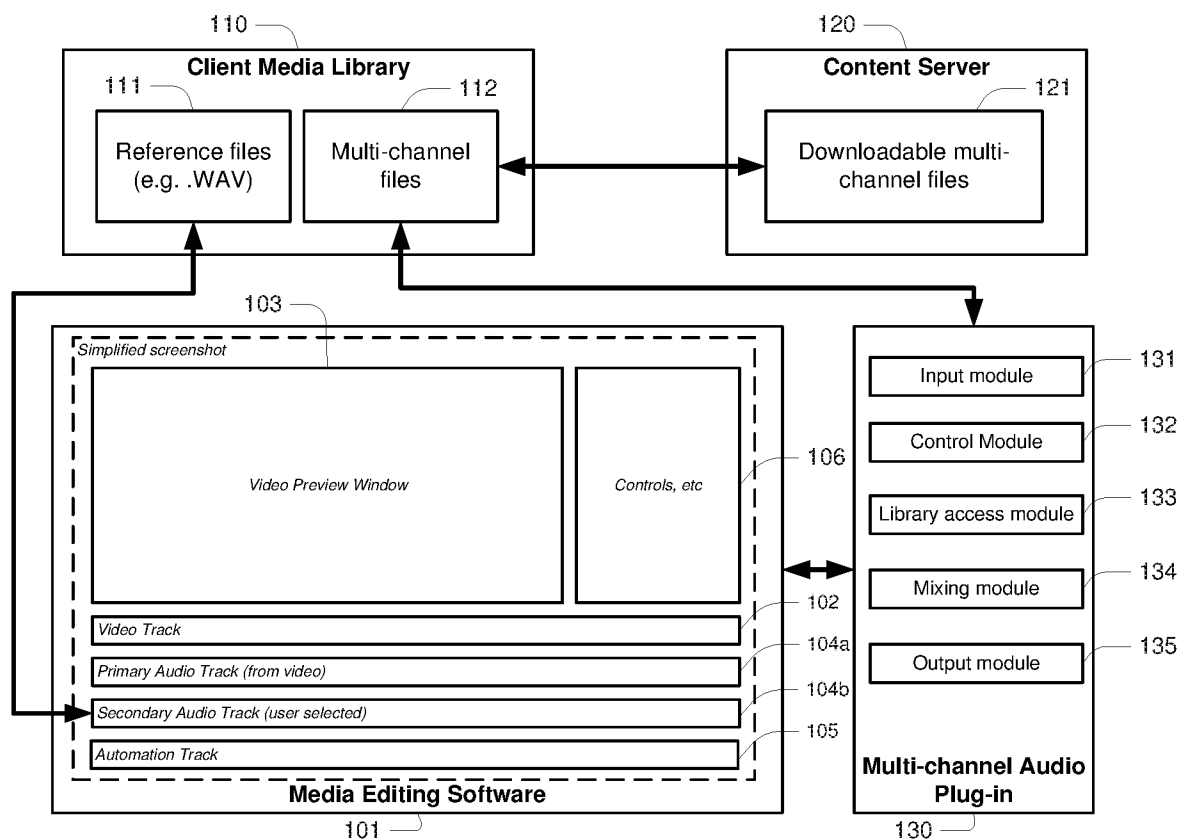 110
120
Client Media Library
Content Server
111
112
121
Reference files
(e.g. .WAV)
Multi-channel
files
Downloadable multi-
channel files
103
Simplified screenshot
Video Preview Window
Controls, etc
106
Video Track
102
Primary Audio Track (from video)
104a
Secondary Audio Track (user selected)
104b
Automation Track
105
Media Editing Software
101
Input module
131
Control Module
132
Library access module
133
Mixing module
134
Output module
135
Multi-channel Audio
Plug-in
130